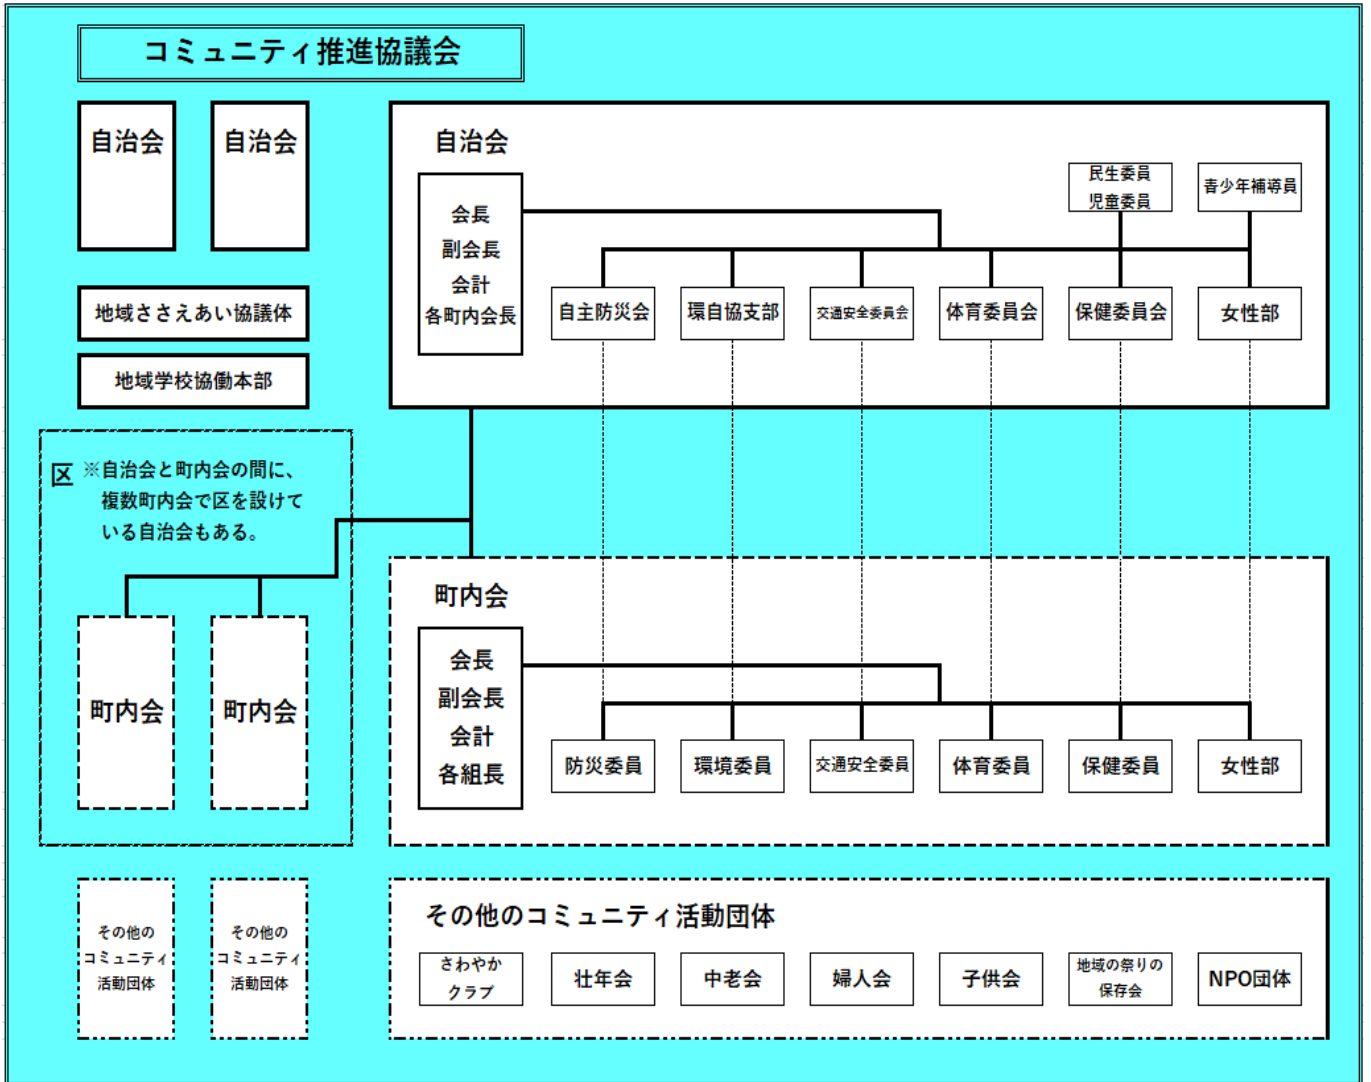 コミュニティ推進協議会
自治会
自治会
地域ささえあい協議体
地域学校協働本部
自治会
会長
副会長
会計
各町内会長
民生委員
児童委員
青少年補導員
自主防災会
環自協支部
交通安全委員会
体育委員会
保健委員会
女性部
区
※自治会と町内会の間に、
複数町内会で区を設けて
いる自治会もある。
町内会
町内会
町内会
会長
副会長
会計
各組長
防災委員
環境委員
交通安全委員
体育委員
保健委員
女性部
その他の
コミュニティ
活動団体
その他の
コミュニティ
活動団体
その他のコミュニティ活動団体
さわやか
クラブ
壮年会
中老会
婦人会
子供会
地域の祭りの
保存会
NPO団体